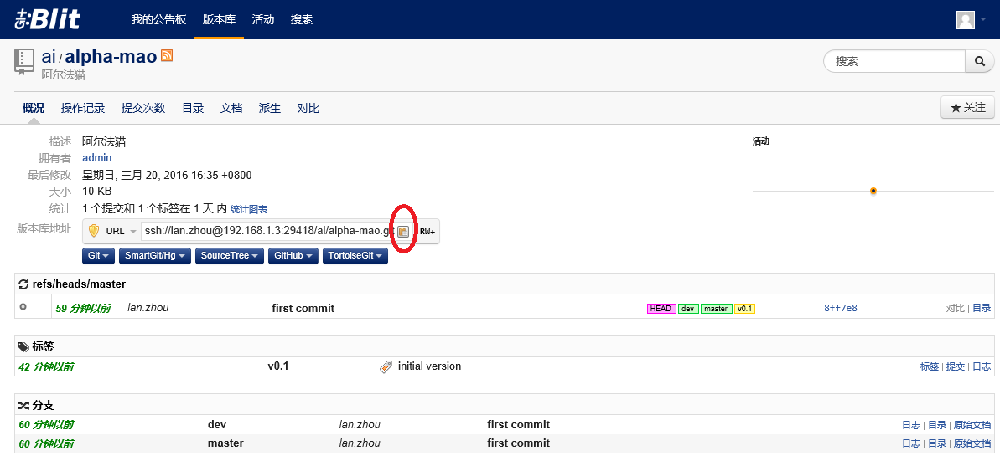 git:Blit 我的公告板 版本库 活动 搜索
ai / alpha-mao
阿尔法猫
搜索
概况 操作记录 提交次数 目录 文档 派生 对比
关注
描述 阿尔法猫
活动
拥有者 admin
最后修改 星期日, 三月 20, 2016 16:35 +0800
大小 10 KB
统计 1 个提交和 1 个标签在 1 天 内 统计图表
版本库地址 URL ssh://lan.zhou@192.168.1.3:29418/ai/alpha-mao.git RW+
Git SmartGit/Hg SourceTree GitHub TortoiseGit
refs/heads/master
59 分钟以前 lan.zhou first commit HEAD dev master v0.1 8ff7e8 对比 | 目录
标签
42 分钟以前 v0.1 initial version 标签 | 提交 | 日志
分支
60 分钟以前 dev lan.zhou first commit 日志 | 目录 | 原始文档
60 分钟以前 master lan.zhou first commit 日志 | 目录 | 原始文档